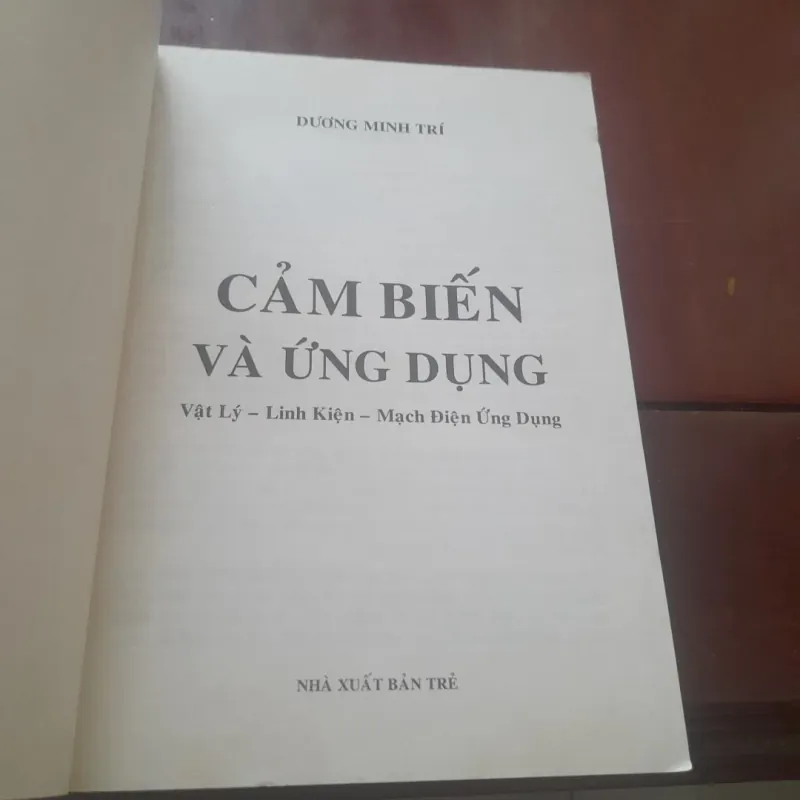 DƯƠNG MINH TRÍ
CẢM BIẾN
VÀ ỨNG DỤNG
Vật Lý – Linh Kiện – Mạch Điện Ứng Dụng
NHÀ XUẤT BẢN TRẺ